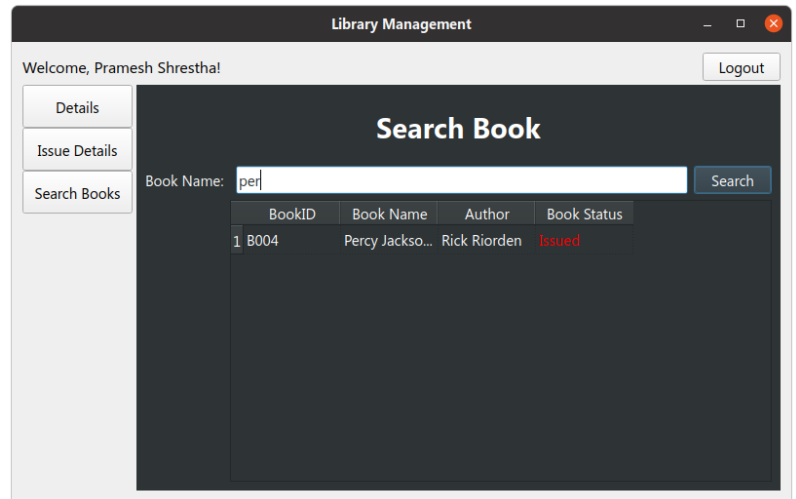 Library Management
Welcome, Pramesh Shrestha!
Logout
Details
Issue Details
Search Books
Search Book
Book Name:
per
Search
BookID Book Name Author Book Status
1 B004 Percy Jackso... Rick Riorden Issued